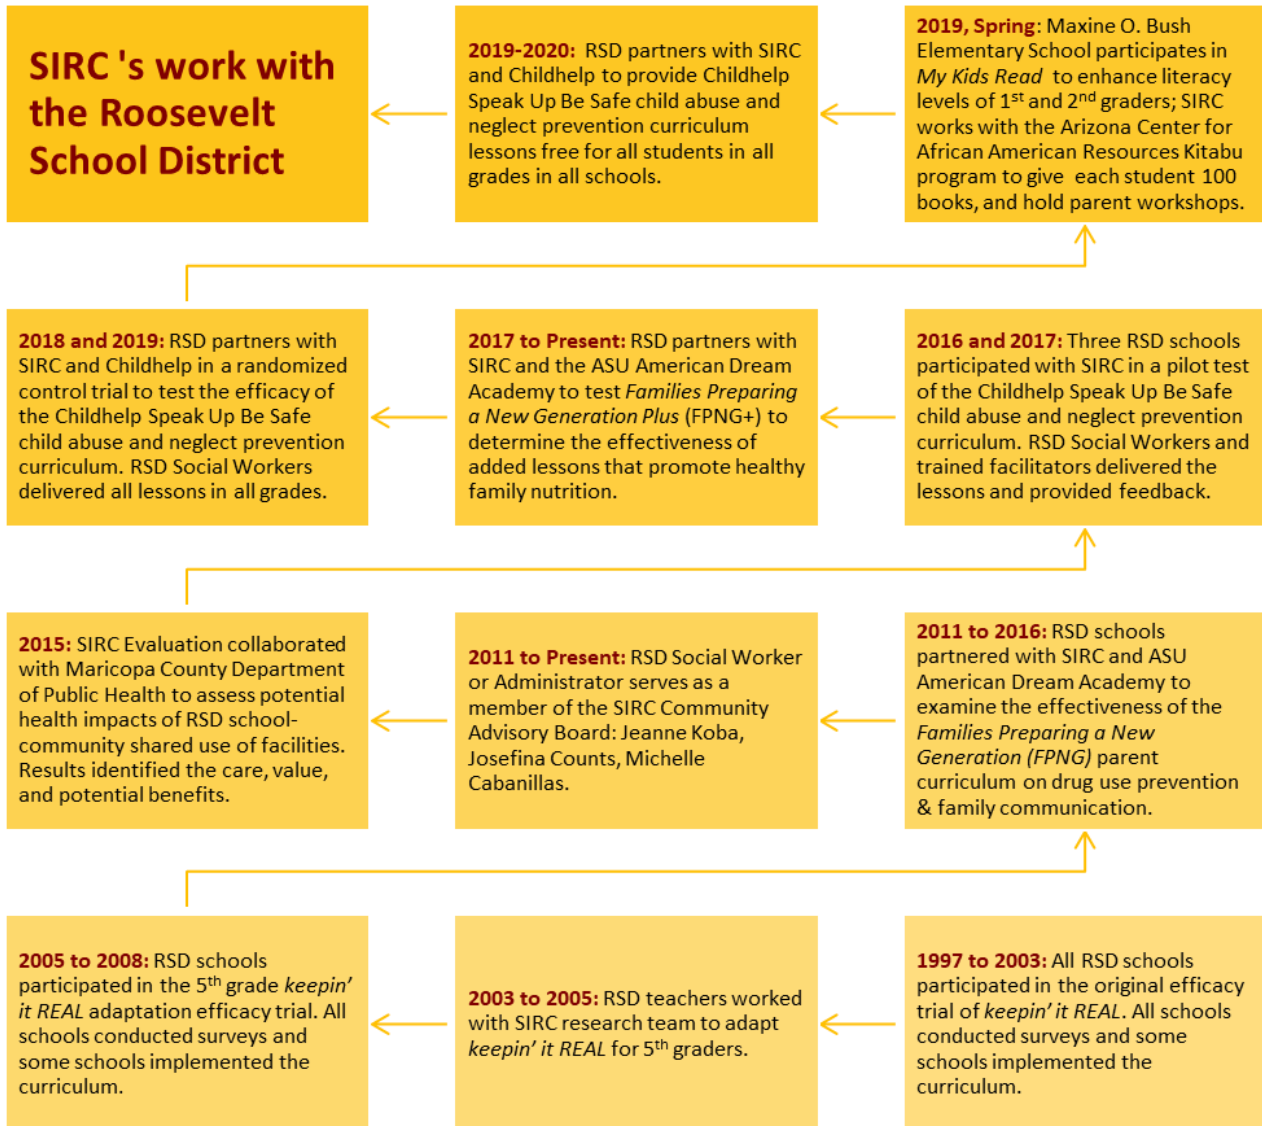 SIRC 's work with
the Roosevelt
School District
2019-2020: RSD partners with SIRC
and Childhelp to provide Childhelp
Speak Up Be Safe child abuse and
neglect prevention curriculum
lessons free for all students in all
grades in all schools.
2019, Spring: Maxine O. Bush
Elementary School participates in
My Kids Read to enhance literacy
levels of 1st and 2nd graders; SIRC
works with the Arizona Center for
African American Resources Kitabu
program to give each student 100
books, and hold parent workshops.
2018 and 2019: RSD partners with
SIRC and Childhelp in a randomized
control trial to test the efficacy of
the Childhelp Speak Up Be Safe
child abuse and neglect prevention
curriculum. RSD Social Workers
delivered all lessons in all grades.
2017 to Present: RSD partners with
SIRC and the ASU American Dream
Academy to test Families Preparing
a New Generation Plus (FPNG+) to
determine the effectiveness of
added lessons that promote healthy
family nutrition.
2016 and 2017: Three RSD schools
participated with SIRC in a pilot test
of the Childhelp Speak Up Be Safe
child abuse and neglect prevention
curriculum. RSD Social Workers and
trained facilitators delivered the
lessons and provided feedback.
2015: SIRC Evaluation collaborated
with Maricopa County Department
of Public Health to assess potential
health impacts of RSD school-
community shared use of facilities.
Results identified the care, value,
and potential benefits.
2011 to Present: RSD Social Worker
or Administrator serves as a
member of the SIRC Community
Advisory Board: Jeanne Koba,
Josefina Counts, Michelle
Cabanillas.
2011 to 2016: RSD schools
partnered with SIRC and ASU
American Dream Academy to
examine the effectiveness of the
Families Preparing a New
Generation (FPNG) parent
curriculum on drug use prevention
& family communication.
2005 to 2008: RSD schools
participated in the 5th grade keepin’
it REAL adaptation efficacy trial. All
schools conducted surveys and
some schools implemented the
curriculum.
2003 to 2005: RSD teachers worked
with SIRC research team to adapt
keepin’ it REAL for 5th graders.
1997 to 2003: All RSD schools
participated in the original efficacy
trial of keepin’ it REAL. All schools
conducted surveys and some
schools implemented the
curriculum.